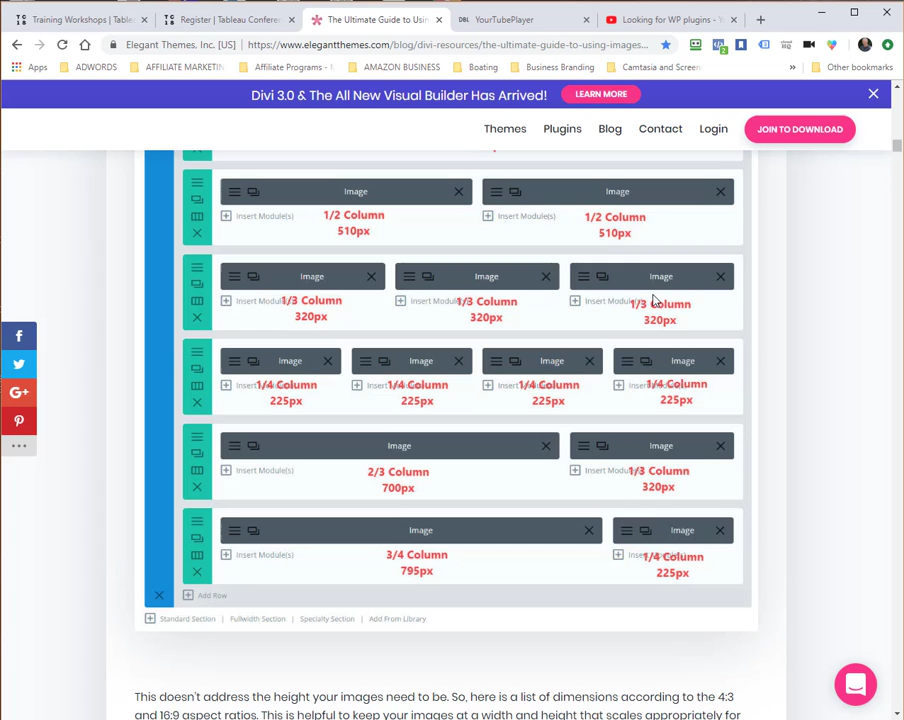 Training Workshops | Table
Register | Tableau Confere
The Ultimate Guide to Usin
YourTubePlayer
Looking for WP plugins - Y
Elegant Themes, Inc. [US] | https://www.elegantthemes.com/blog/divi-resources/the-ultimate-guide-to-using-images...
Apps ADWORDS AFFILIATE MARKETIN Affiliate Programs - AMAZON BUSINESS Boating Business Branding Camtasia and Screen » Other bookmarks
Divi 3.0 & The All New Visual Builder Has Arrived! LEARN MORE
Themes Plugins Blog Contact Login JOIN TO DOWNLOAD
Image Image
Insert Module(s) 1/2 Column Insert Module(s) 1/2 Column
510px 510px
Image Image Image
Insert Module(s) 1/3 Column Insert Module(s) 1/3 Column Insert Module(s) 1/3 Column
320px 320px 320px
Image Image Image Image
1/4 Column 1/4 Column 1/4 Column 1/4 Column
225px 225px 225px 225px
Image Image
Insert Module(s) 2/3 Column Insert Module(s) 1/3 Column
700px 320px
Image Image
Insert Module(s) 3/4 Column 1/4 Column
795px 225px
Add Row
Standard Section | Fullwidth Section | Specialty Section | Add From Library
This doesn't address the height your images need to be. So, here is a list of dimensions according to the 4:3
and 16:9 aspect ratios. This is helpful to keep your images at a width and height that scales appropriately for